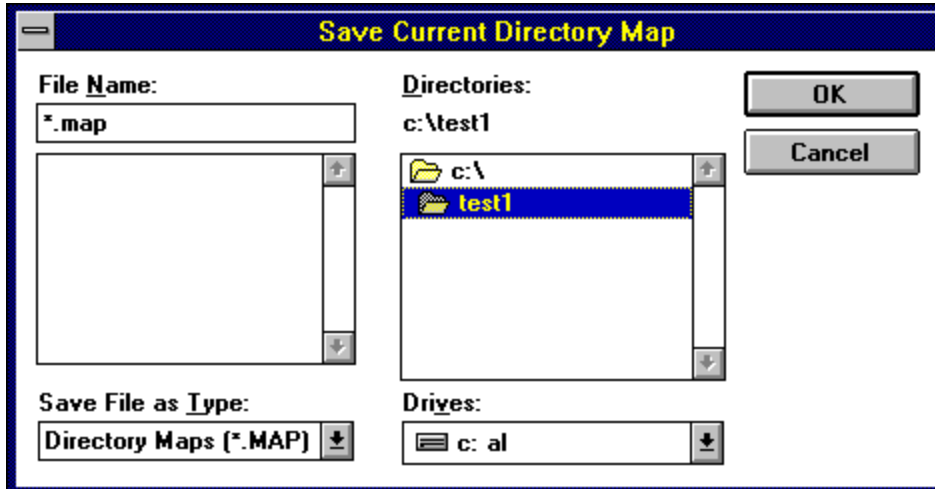 Save Current Directory Map
File Name:
*.map
Directories:
c:\test1
c:\
test1
OK
Cancel
Save File as Type:
Directory Maps (*.MAP)
Drives:
c: al